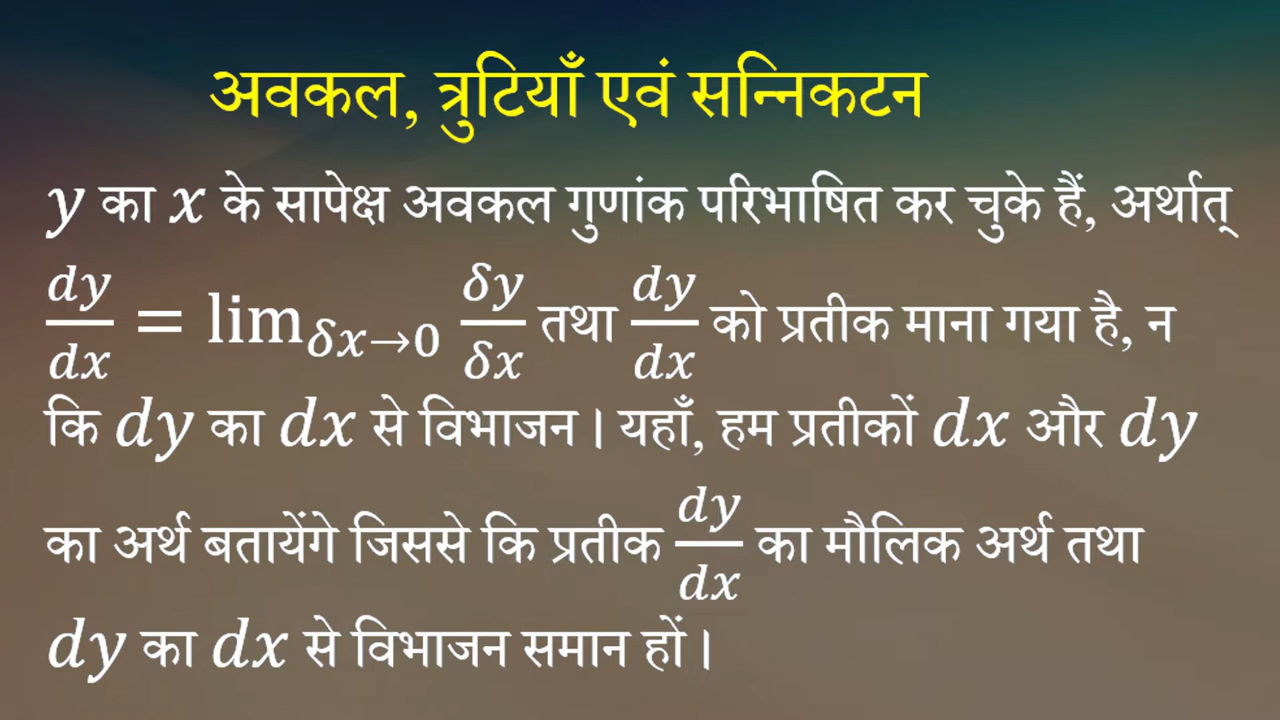 अवकल, त्रुटियाँ एवं सन्निकटन
y का x के सापेक्ष अवकल गुणांक परिभाषित कर चुके हैं, अर्थात्
dy/dx = lim_{δx→0} δy/δx तथा dy/dx को प्रतीक माना गया है, न
कि dy का dx से विभाजन। यहाँ, हम प्रतीकों dx और dy
का अर्थ बतायेंगे जिससे कि प्रतीक dy/dx का मौलिक अर्थ तथा
dy का dx से विभाजन समान हों।